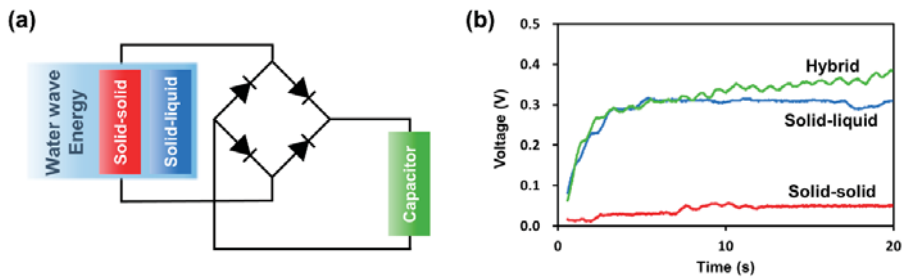 (a)
Water wave
Energy
Solid-solid
Solid-liquid
Capacitor
(b)
Voltage (V)
0.5
0.4
0.3
0.2
0.1
0.0
Hybrid
Solid-liquid
Solid-solid
0
10
20
Time (s)